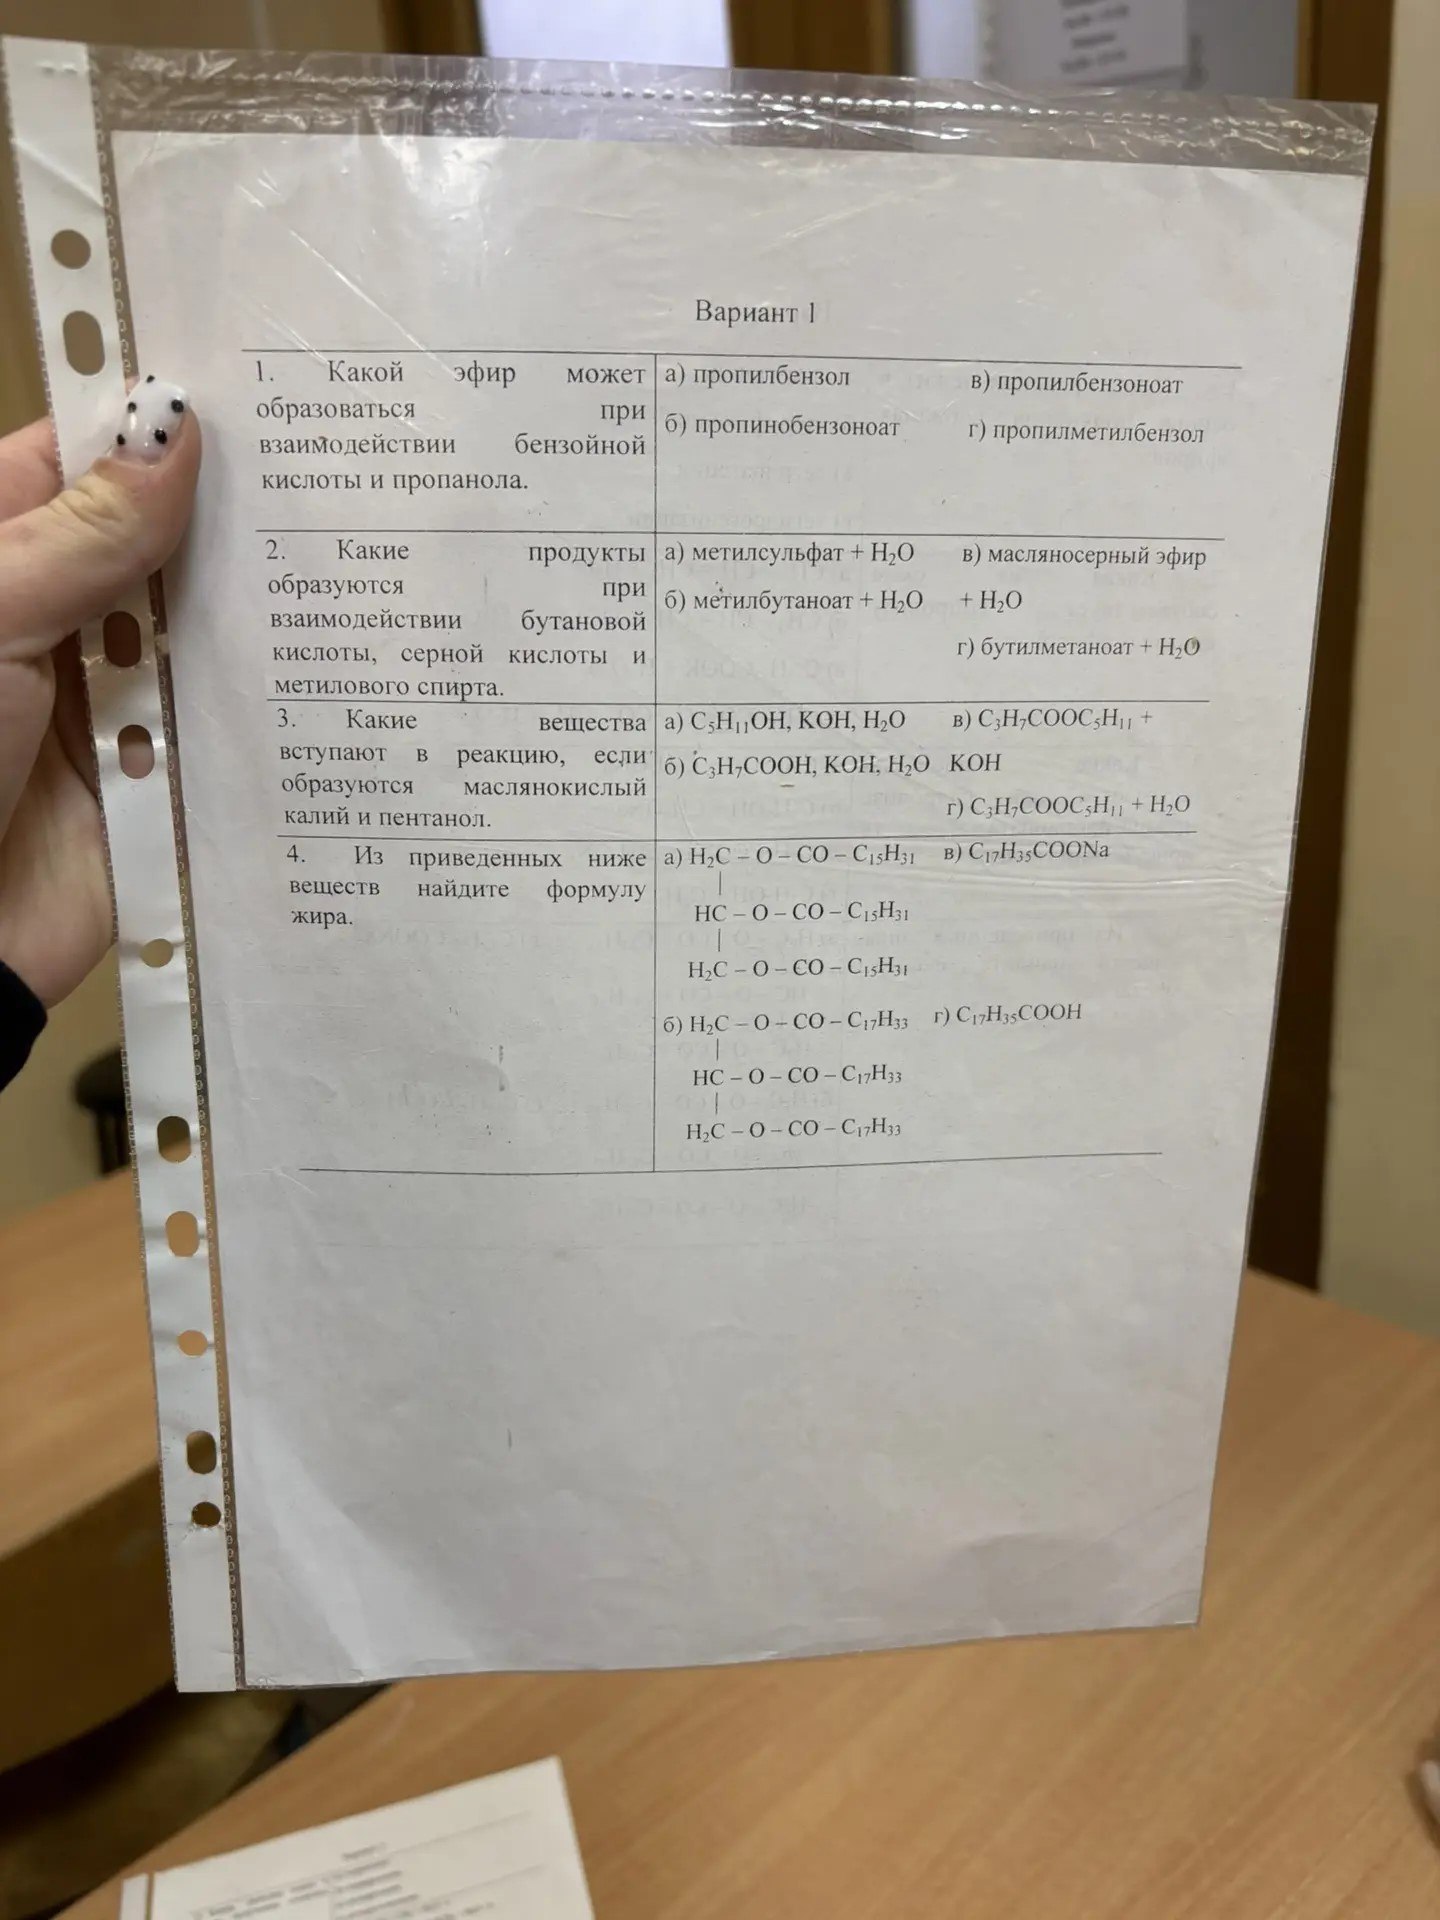 Вариант 1
1. Какой эфир может
образоваться при
взаимодействии бензойной
кислоты и пропанола.
а) пропилбензол в) пропилбензоноат
б) пропинобензоноат г) пропилметилбензол
2. Какие продукты
образуются при
взаимодействии бутановой
кислоты, серной кислоты и
метилового спирта.
а) метилсульфат + H₂O в) масляносерный эфир
б) метилбутаноат + H₂O + H₂O
г) бутилметаноат + H₂O
3. Какие вещества
вступают в реакцию, если
образуются маслянокислый
калий и пентанол.
а) C₅H₁₁OH, KOH, H₂O в) C₃H₇COOC₅H₁₁ +
б) C₃H₇COOH, KOH, H₂O KOH
г) C₃H₇COOC₅H₁₁ + H₂O
4. Из приведенных ниже
веществ найдите формулу
жира.
а) H₂C – O – CO – C₁₅H₃₁ в) C₁₇H₃₅COONa
|
HC – O – CO – C₁₅H₃₁
|
H₂C – O – CO – C₁₅H₃₁
б) H₂C – O – CO – C₁₇H₃₃ г) C₁₇H₃₅COOH
|
HC – O – CO – C₁₇H₃₃
|
H₂C – O – CO – C₁₇H₃₃